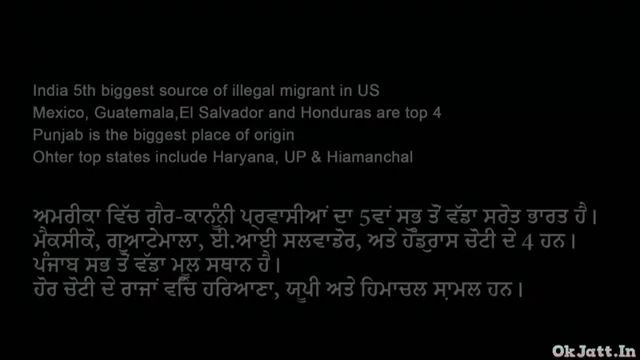 India 5th biggest source of illegal migrant in US
Mexico, Guatemala,El Salvador and Honduras are top 4
Punjab is the biggest place of origin
Ohter top states include Haryana, UP & Hiamanchal
ਅਮਰੀਕਾ ਵਿੱਚ ਗੈਰ-ਕਾਨੂੰਨੀ ਪ੍ਰਵਾਸੀਆਂ ਦਾ 5ਵਾਂ ਸਭ ਤੋਂ ਵੱਡਾ ਸਰੋਤ ਭਾਰਤ ਹੈ।
ਮੈਕਸੀਕੋ, ਗੁਆਟੇਮਾਲਾ, ਈ.ਆਈ ਸਲਵਾਡੋਰ, ਅਤੇ ਹੋਂਡੁਰਾਸ ਚੋਟੀ ਦੇ 4 ਹਨ।
ਪੰਜਾਬ ਸਭ ਤੋਂ ਵੱਡਾ ਮੂਲ ਸਥਾਨ ਹੈ।
ਹੋਰ ਚੋਟੀ ਦੇ ਰਾਜਾਂ ਵਚਿ ਹਰਿਆਣਾ, ਯੂਪੀ ਅਤੇ ਹਿਮਾਚਲ ਸ਼ਾਮਲ ਹਨ।
OkJatt.In